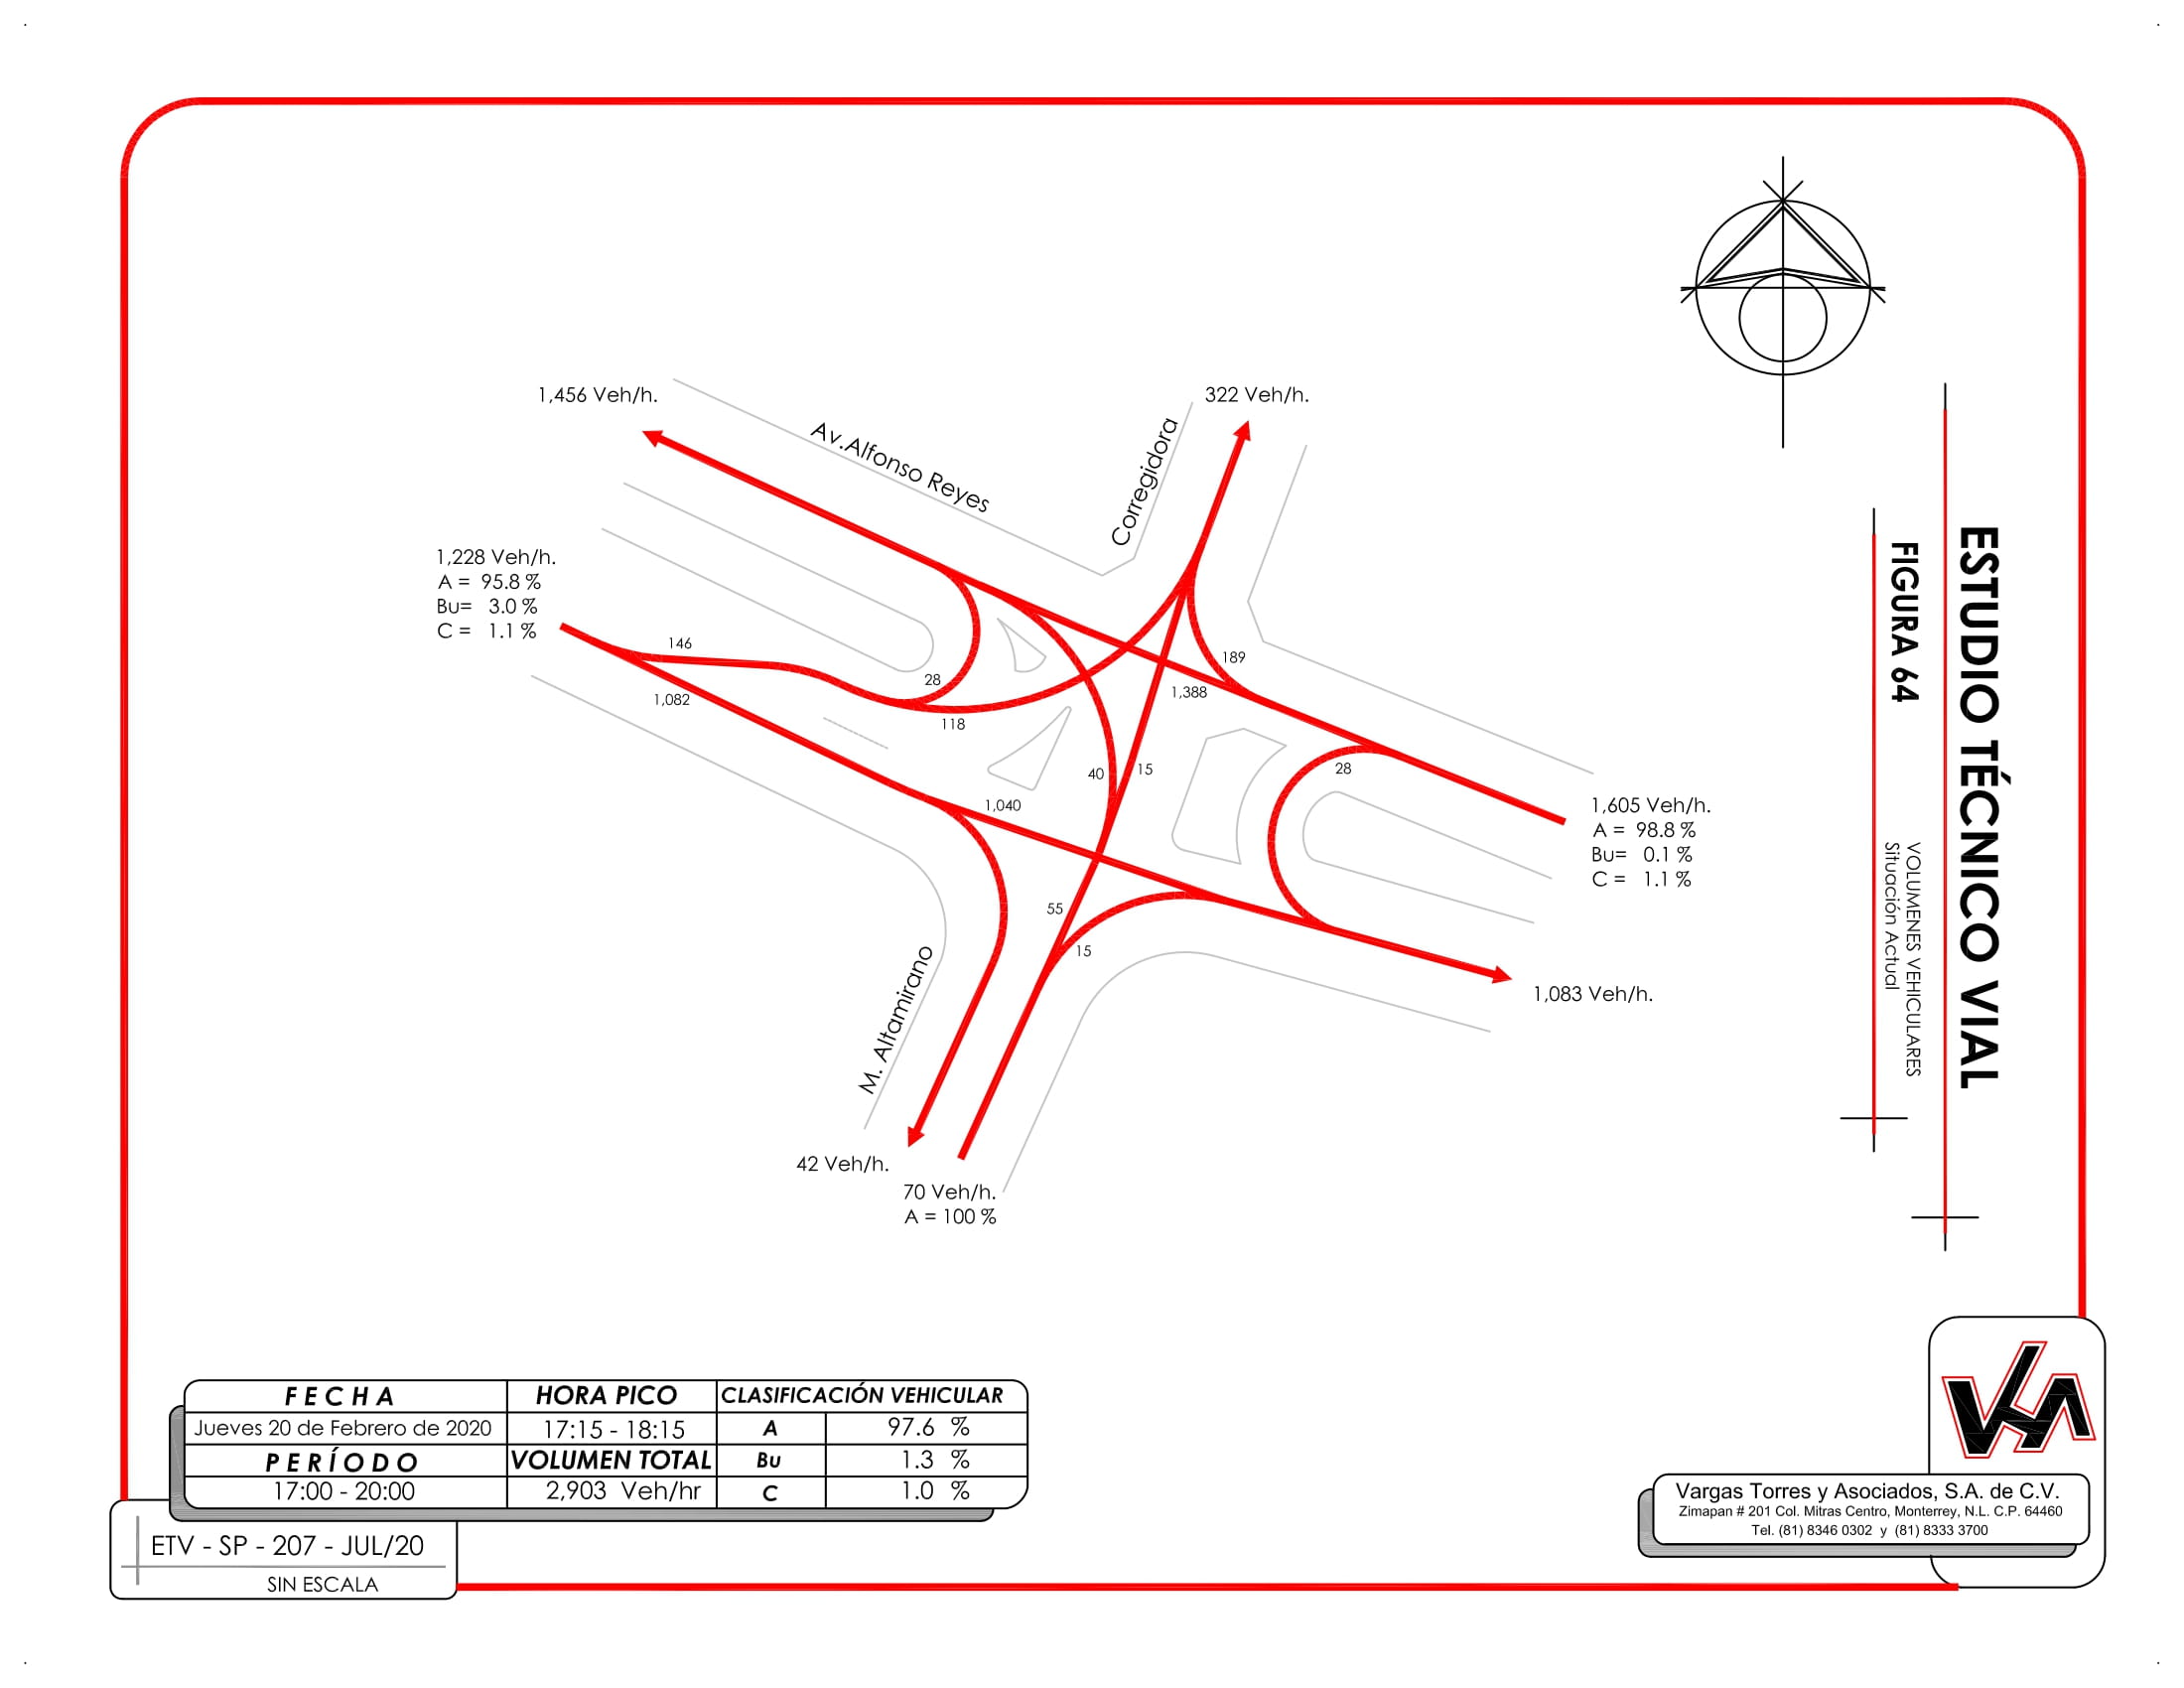 1,456 Veh/h.
322 Veh/h.
Av.Alfonso Reyes
Corregidora
1,228 Veh/h.
A = 95.8 %
Bu= 3.0 %
C = 1.1 %
146
1,082
28
118
189
1,388
40
15
28
1,040
1,605 Veh/h.
A = 98.8 %
Bu= 0.1 %
C = 1.1 %
55
15
1,083 Veh/h.
M. Altamirano
42 Veh/h.
70 Veh/h.
A = 100 %
ESTUDIO TÉCNICO VIAL
FIGURA 64
VOLUMENES VEHICULARES
Situación Actual
FECHA
HORA PICO
CLASIFICACIÓN VEHICULAR
Jueves 20 de Febrero de 2020
17:15 - 18:15
A
97.6 %
PERÍODO
VOLUMEN TOTAL
Bu
1.3 %
17:00 - 20:00
2,903 Veh/hr
C
1.0 %
ETV - SP - 207 - JUL/20
SIN ESCALA
Vargas Torres y Asociados, S.A. de C.V.
Zimapan # 201 Col. Mitras Centro, Monterrey, N.L. C.P. 64460
Tel. (81) 8346 0302 y (81) 8333 3700